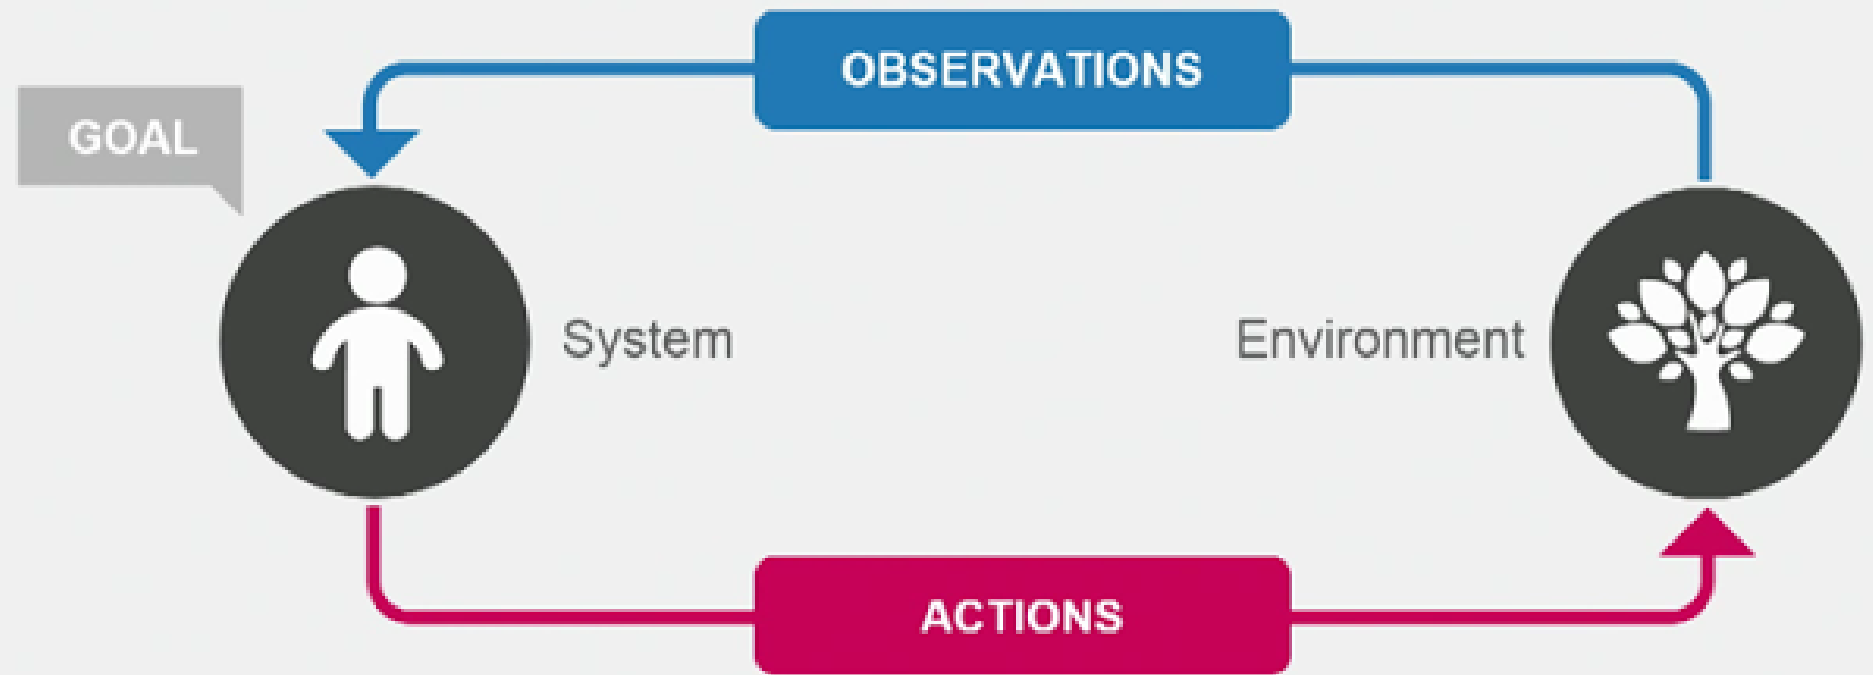 OBSERVATIONS
GOAL
System
Environment
ACTIONS